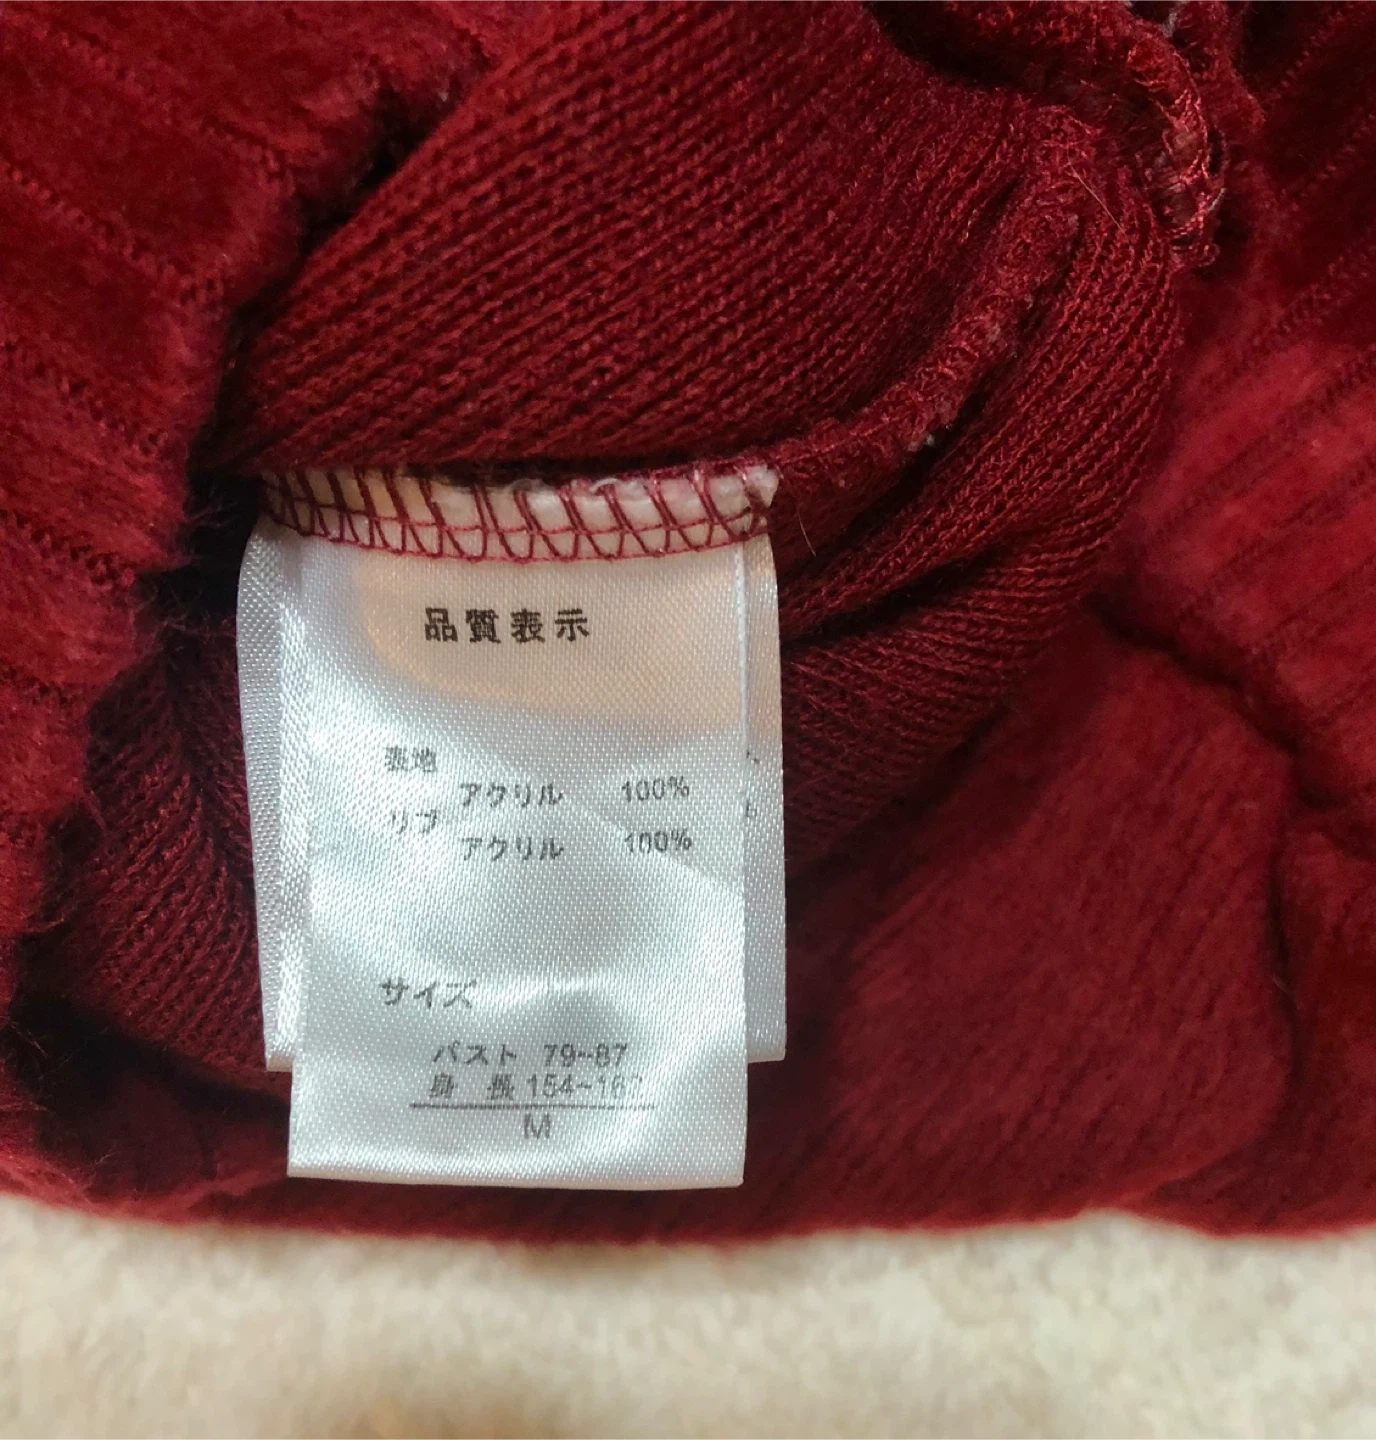 品質表示
表地
アクリル 100%
リブ
アクリル 100%
サイズ
バスト 79~87
身 長 154~162
M